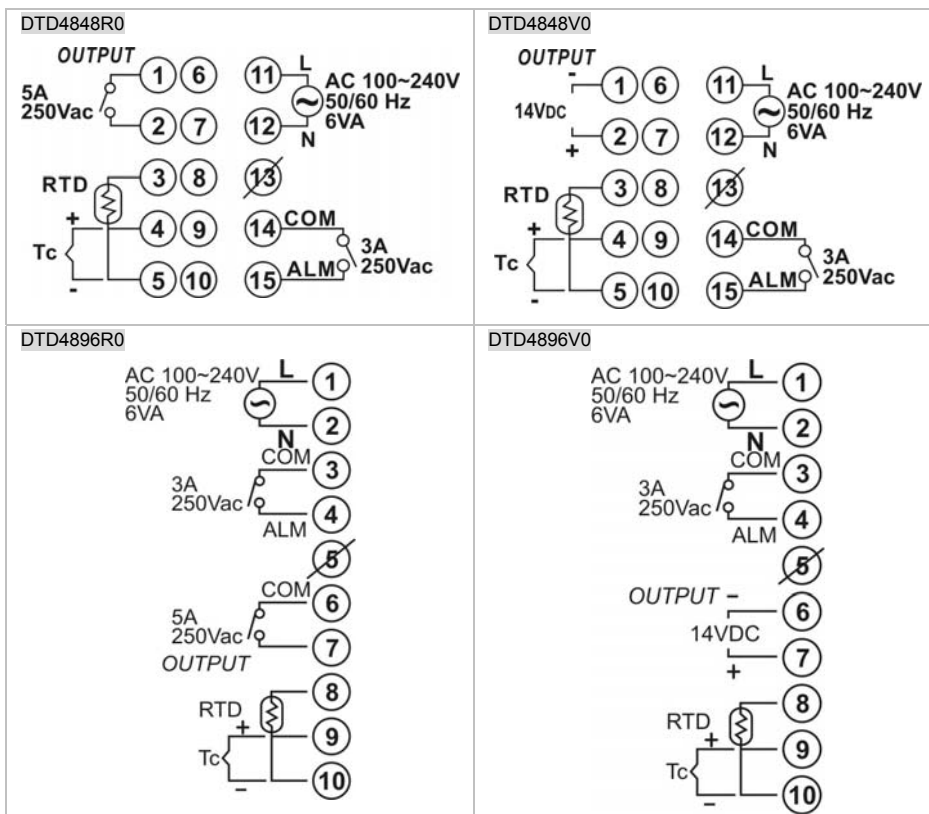 DTD4848R0
OUTPUT
5A
250Vac
1 6
2 7
3 8
4 9
5 10
RTD
+
Tc
-
11
12
13
14
15
L
AC 100~240V
50/60 Hz
6VA
N
COM
3A
250Vac
ALM
DTD4848V0
OUTPUT
-
14VDC
+
1 6
2 7
3 8
4 9
5 10
RTD
+
Tc
-
11
12
13
14
15
L
AC 100~240V
50/60 Hz
6VA
N
COM
3A
250Vac
ALM
DTD4896R0
AC 100~240V
50/60 Hz
6VA
L
1
2
N
COM
3
3A
250Vac
4
ALM
5
COM
6
5A
250Vac
7
OUTPUT
8
RTD
+
9
Tc
-
10
DTD4896V0
AC 100~240V
50/60 Hz
6VA
L
1
2
N
COM
3
3A
250Vac
4
ALM
5
OUTPUT -
6
14VDC
7
+
8
RTD
+
9
Tc
-
10